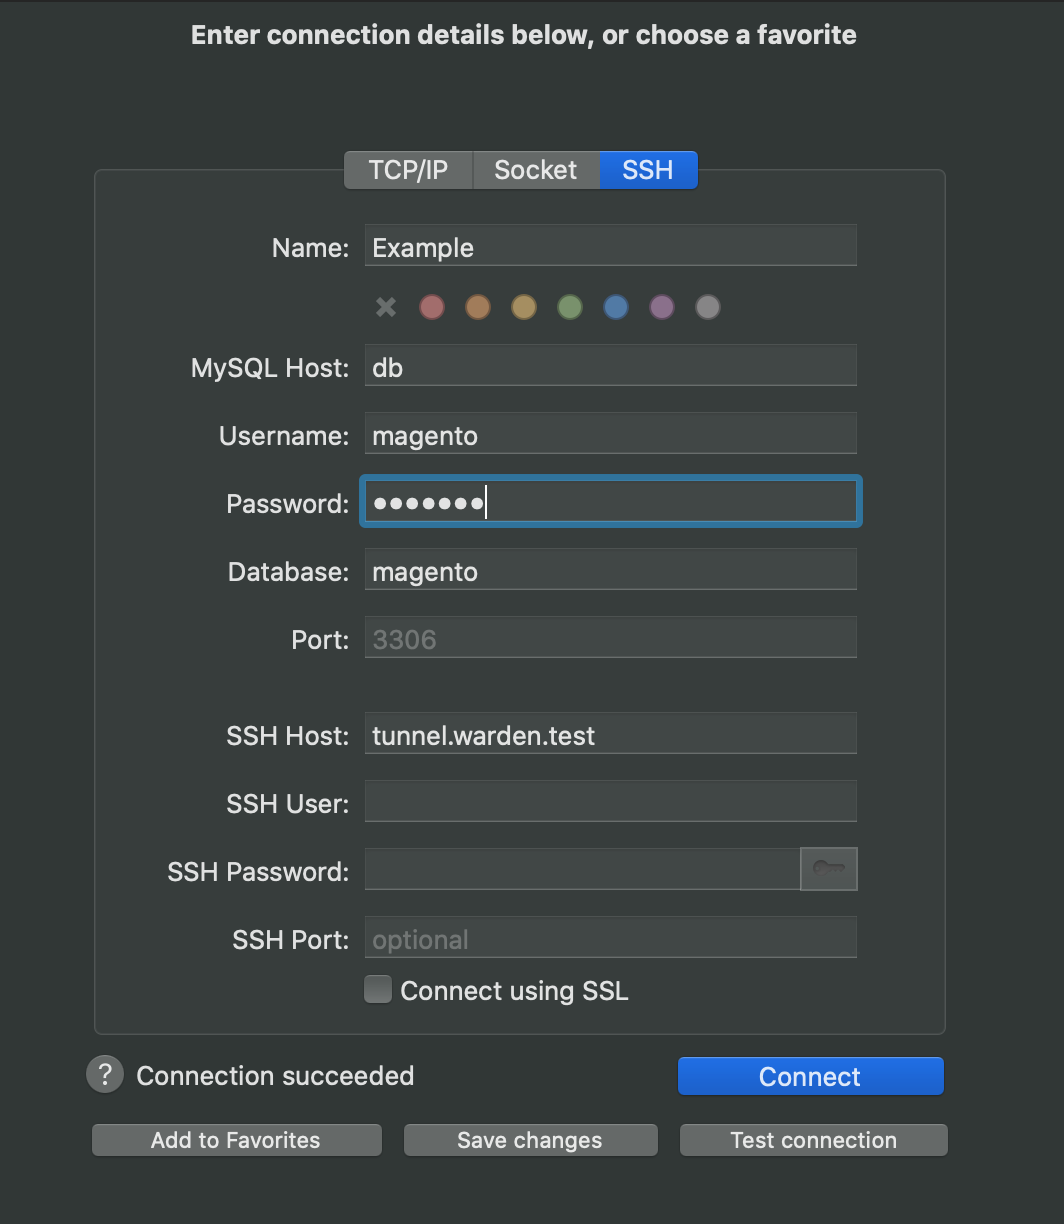 Enter connection details below, or choose a favorite
TCP/IP Socket SSH
Name: Example
MySQL Host: db
Username: magento
Password: •••••••
Database: magento
Port: 3306
SSH Host: tunnel.warden.test
SSH User:
SSH Password:
SSH Port: optional
Connect using SSL
? Connection succeeded Connect
Add to Favorites Save changes Test connection